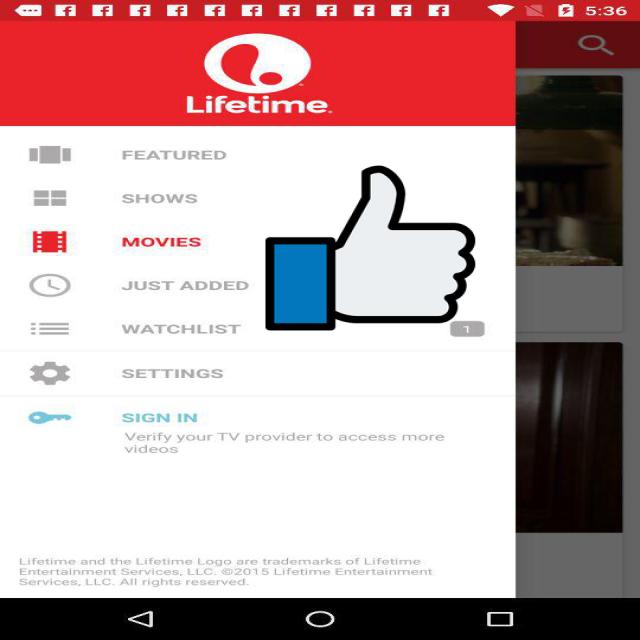 5:36
Lifetime
FEATURED
SHOWS
MOVIES
JUST ADDED
WATCHLIST
1
SETTINGS
SIGN IN
Verify your TV provider to access more
videos
Lifetime and the Lifetime Logo are trademarks of Lifetime
Entertainment Services, LLC. ©2015 Lifetime Entertainment
Services, LLC. All rights reserved.